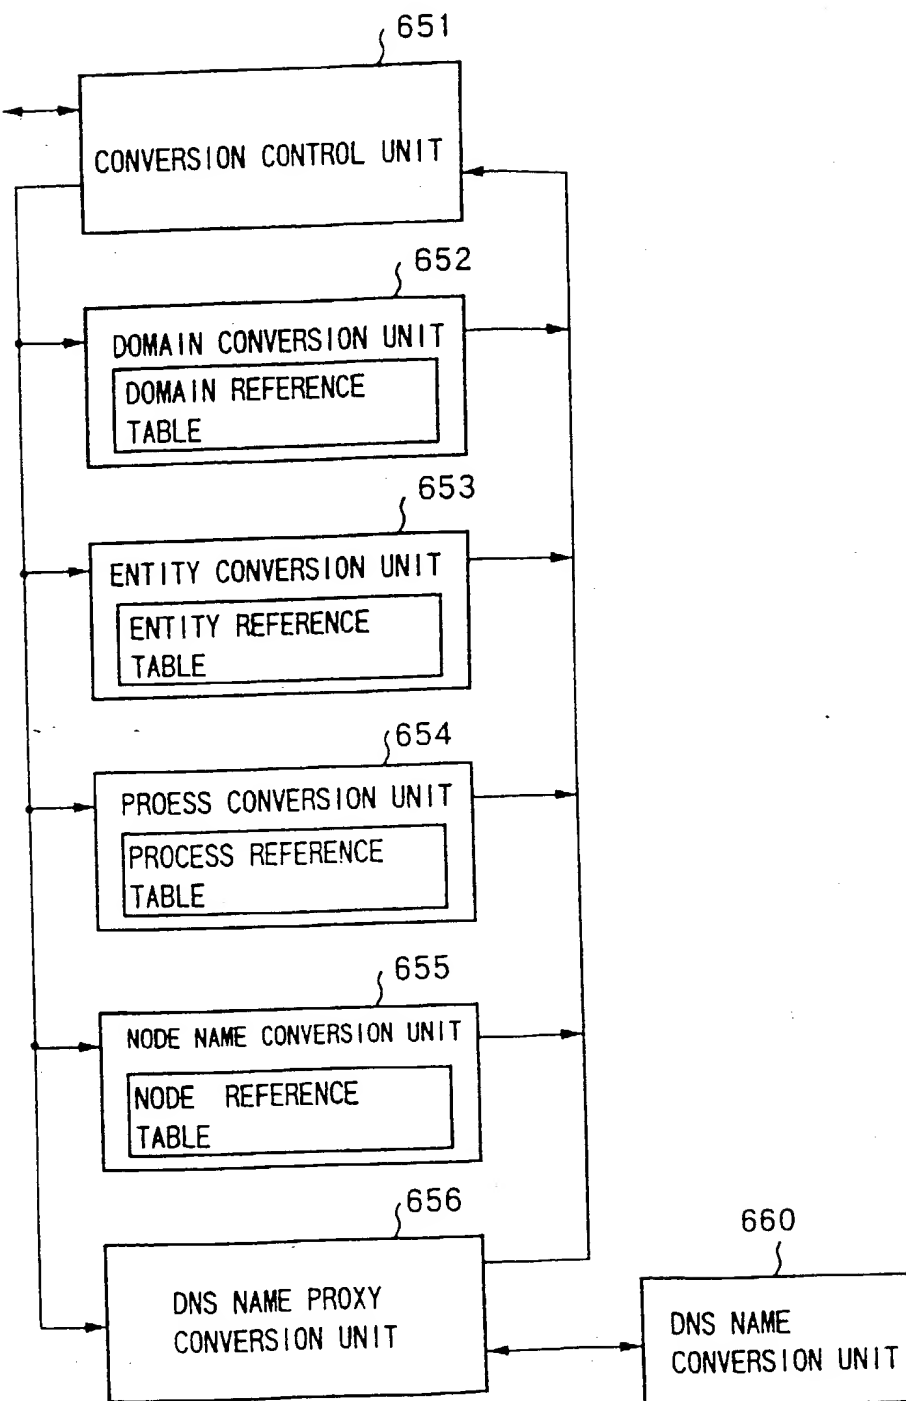 651
CONVERSION CONTROL UNIT
652
DOMAIN CONVERSION UNIT
DOMAIN REFERENCE
TABLE
653
ENTITY CONVERSION UNIT
ENTITY REFERENCE
TABLE
654
PROESS CONVERSION UNIT
PROCESS REFERENCE
TABLE
655
NODE NAME CONVERSION UNIT
NODE REFERENCE
TABLE
656
DNS NAME PROXY
CONVERSION UNIT
660
DNS NAME
CONVERSION UNIT